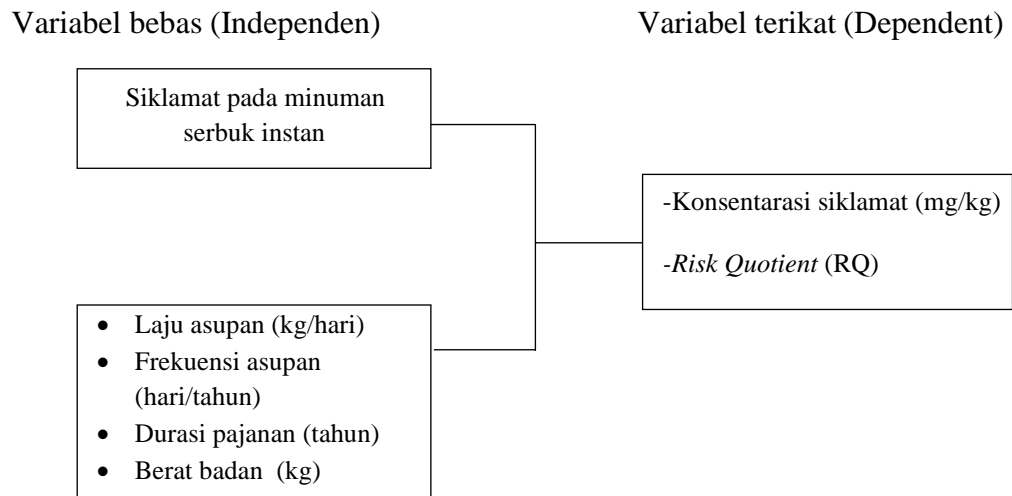 Variabel bebas (Independen)
Variabel terikat (Dependent)
Siklamat pada minuman
serbuk instan
-Konsentarasi siklamat (mg/kg)
-Risk Quotient (RQ)
• Laju asupan (kg/hari)
• Frekuensi asupan
(hari/tahun)
• Durasi pajanan (tahun)
• Berat badan (kg)